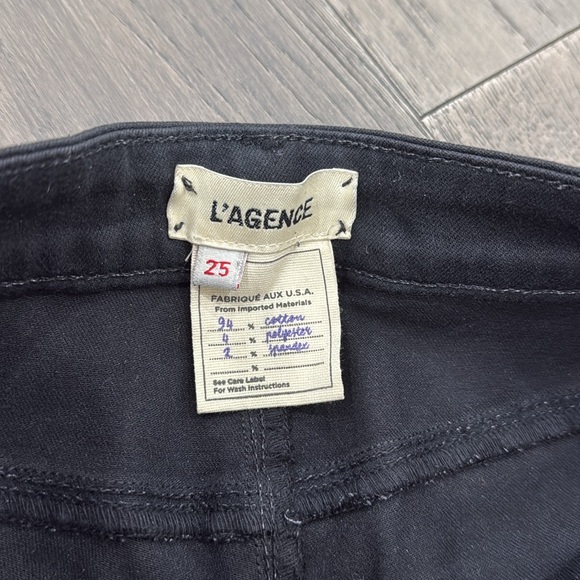 L'AGENCE
25
FABRIQUÉ AUX U.S.A.
From Imported Materials
94 % cotton
4 % polyester
2 % spandex
%
See Care Label
For Wash Instructions